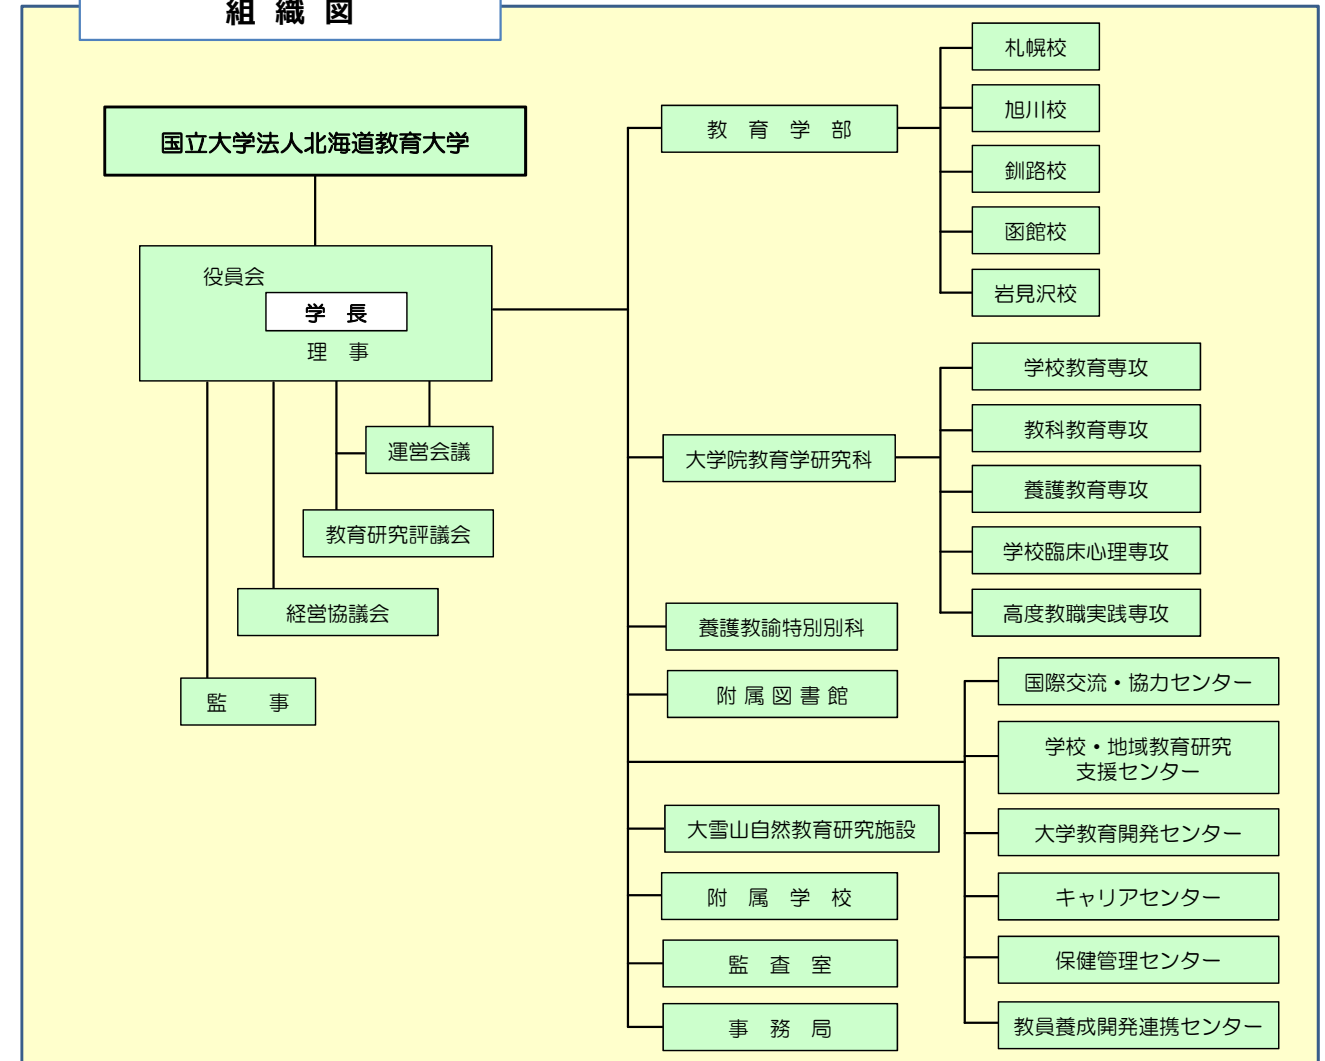 組 織 図
国立大学法人北海道教育大学
役員会
学 長
理 事
運営会議
教育研究評議会
経営協議会
監 事
教 育 学 部
札幌校
旭川校
釧路校
函館校
岩見沢校
大学院教育学研究科
学校教育専攻
教科教育専攻
養護教育専攻
学校臨床心理専攻
高度教職実践専攻
養護教諭特別別科
附 属 図 書 館
国際交流・協力センター
学校・地域教育研究
支援センター
大学教育開発センター
キャリアセンター
保健管理センター
教員養成開発連携センター
大雪山自然教育研究施設
附 属 学 校
監 査 室
事 務 局